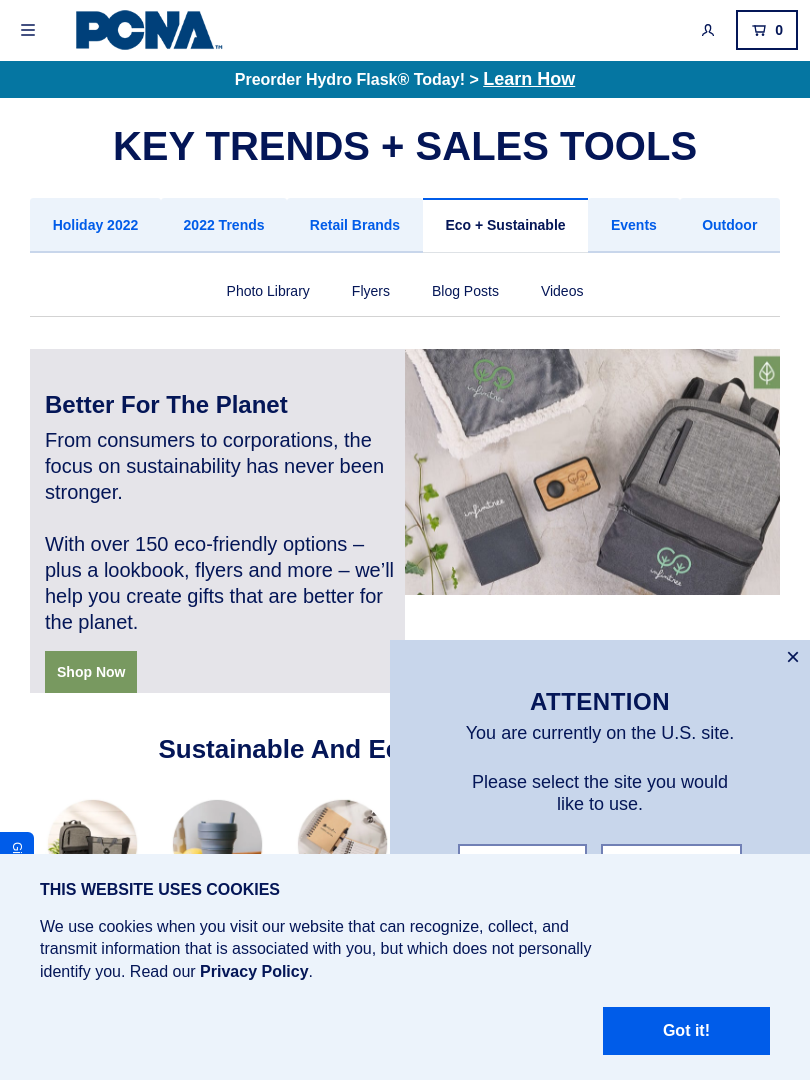 PCNA™
0
Preorder Hydro Flask® Today! > Learn How
KEY TRENDS + SALES TOOLS
Holiday 2022
2022 Trends
Retail Brands
Eco + Sustainable
Events
Outdoor
Photo Library
Flyers
Blog Posts
Videos
Better For The Planet
From consumers to corporations, the
focus on sustainability has never been
stronger.
With over 150 eco-friendly options –
plus a lookbook, flyers and more – we'll
help you create gifts that are better for
the planet.
Shop Now
infinitree
infinitree
infinitree
Sustainable And
×
ATTENTION
You are currently on the U.S. site.
Please select the site you would
like to use.
THIS WEBSITE USES COOKIES
We use cookies when you visit our website that can recognize, collect, and
transmit information that is associated with you, but which does not personally
identify you. Read our Privacy Policy.
Got it!